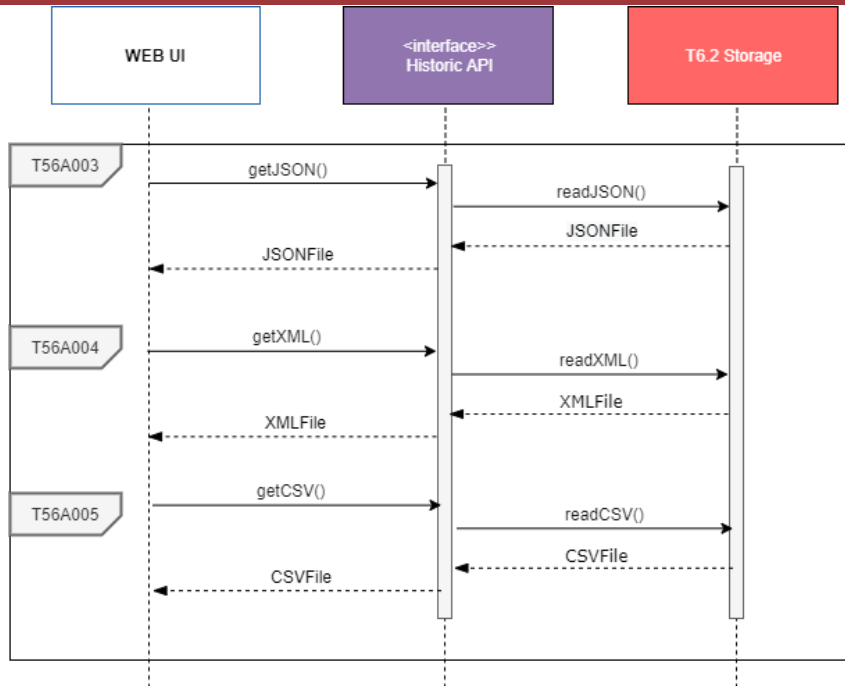 WEB UI
<interface>>
Historic API
T6.2 Storage
T56A003
getJSON()
readJSON()
JSONFile
JSONFile
T56A004
getXML()
readXML()
XMLFile
XMLFile
T56A005
getCSV()
readCSV()
CSVFile
CSVFile